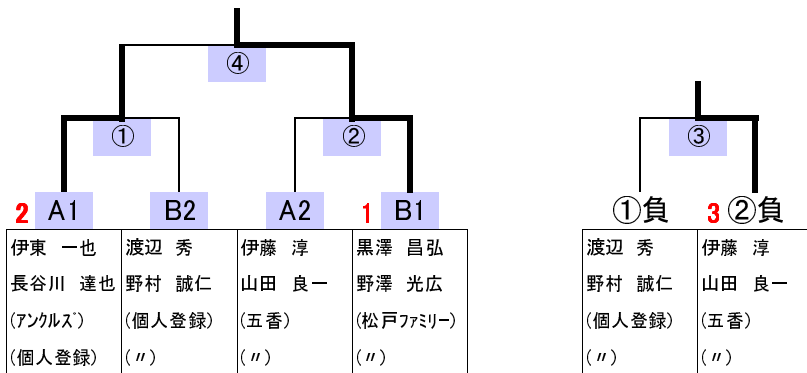 ④
① ② ③
2 A1 B2 A2 1 B1 ①負 3 ②負
伊東 一也 渡辺 秀 伊藤 淳 黒澤 昌弘 渡辺 秀 伊藤 淳
長谷川 達也 野村 誠仁 山田 良一 野澤 光広 野村 誠仁 山田 良一
(アンクルズ) (個人登録) (五香) (松戸ファミリー) (個人登録) (五香)
(個人登録) (〃) (〃) (〃) (〃) (〃)